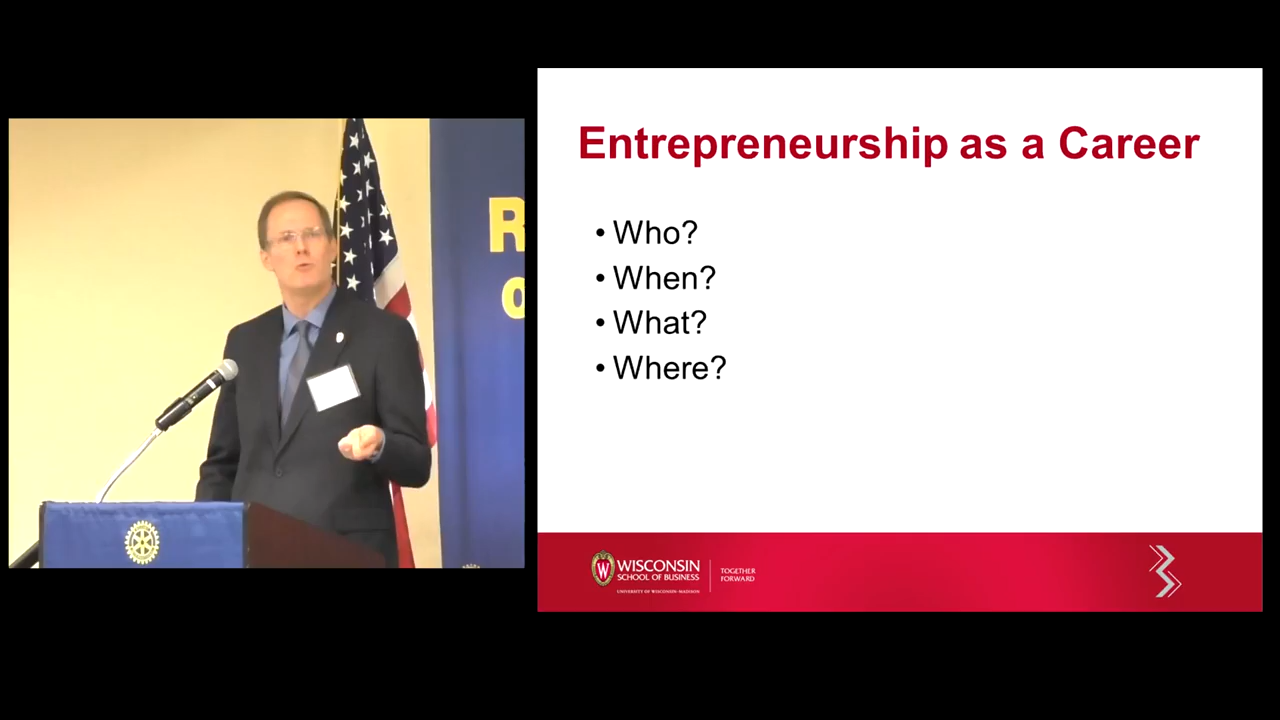 R
o
Entrepreneurship as a Career
• Who?
• When?
• What?
• Where?
W
WISCONSIN
SCHOOL OF BUSINESS
UNIVERSITY OF WISCONSIN–MADISON
TOGETHER
FORWARD